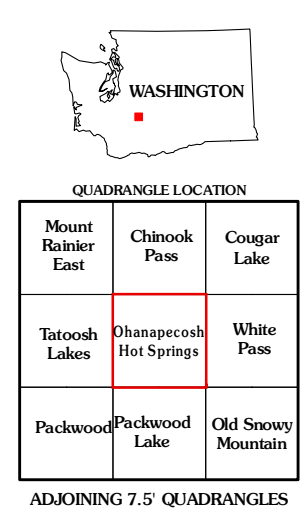 WASHINGTON
QUADRANGLE LOCATION
Mount
Rainier
East
Chinook
Pass
Cougar
Lake
Tatoosh
Lakes
Ohanapecosh
Hot Springs
White
Pass
Packwood
Packwood
Lake
Old Snowy
Mountain
ADJOINING 7.5' QUADRANGLES